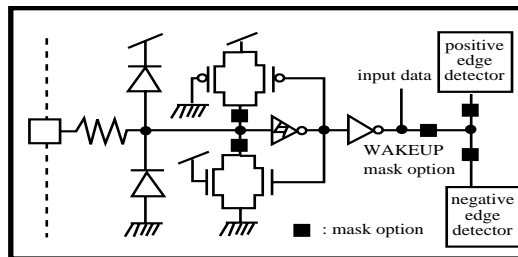 positive
edge
detector
input data
WAKEUP
mask option
negative
edge
detector
: mask option